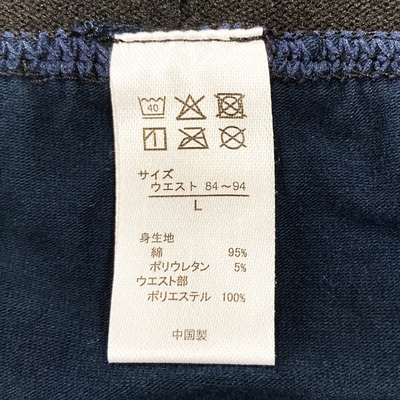 40
サイズ
ウエスト 84～94
L
身生地
綿 95%
ポリウレタン 5%
ウエスト部
ポリエステル 100%
中国製